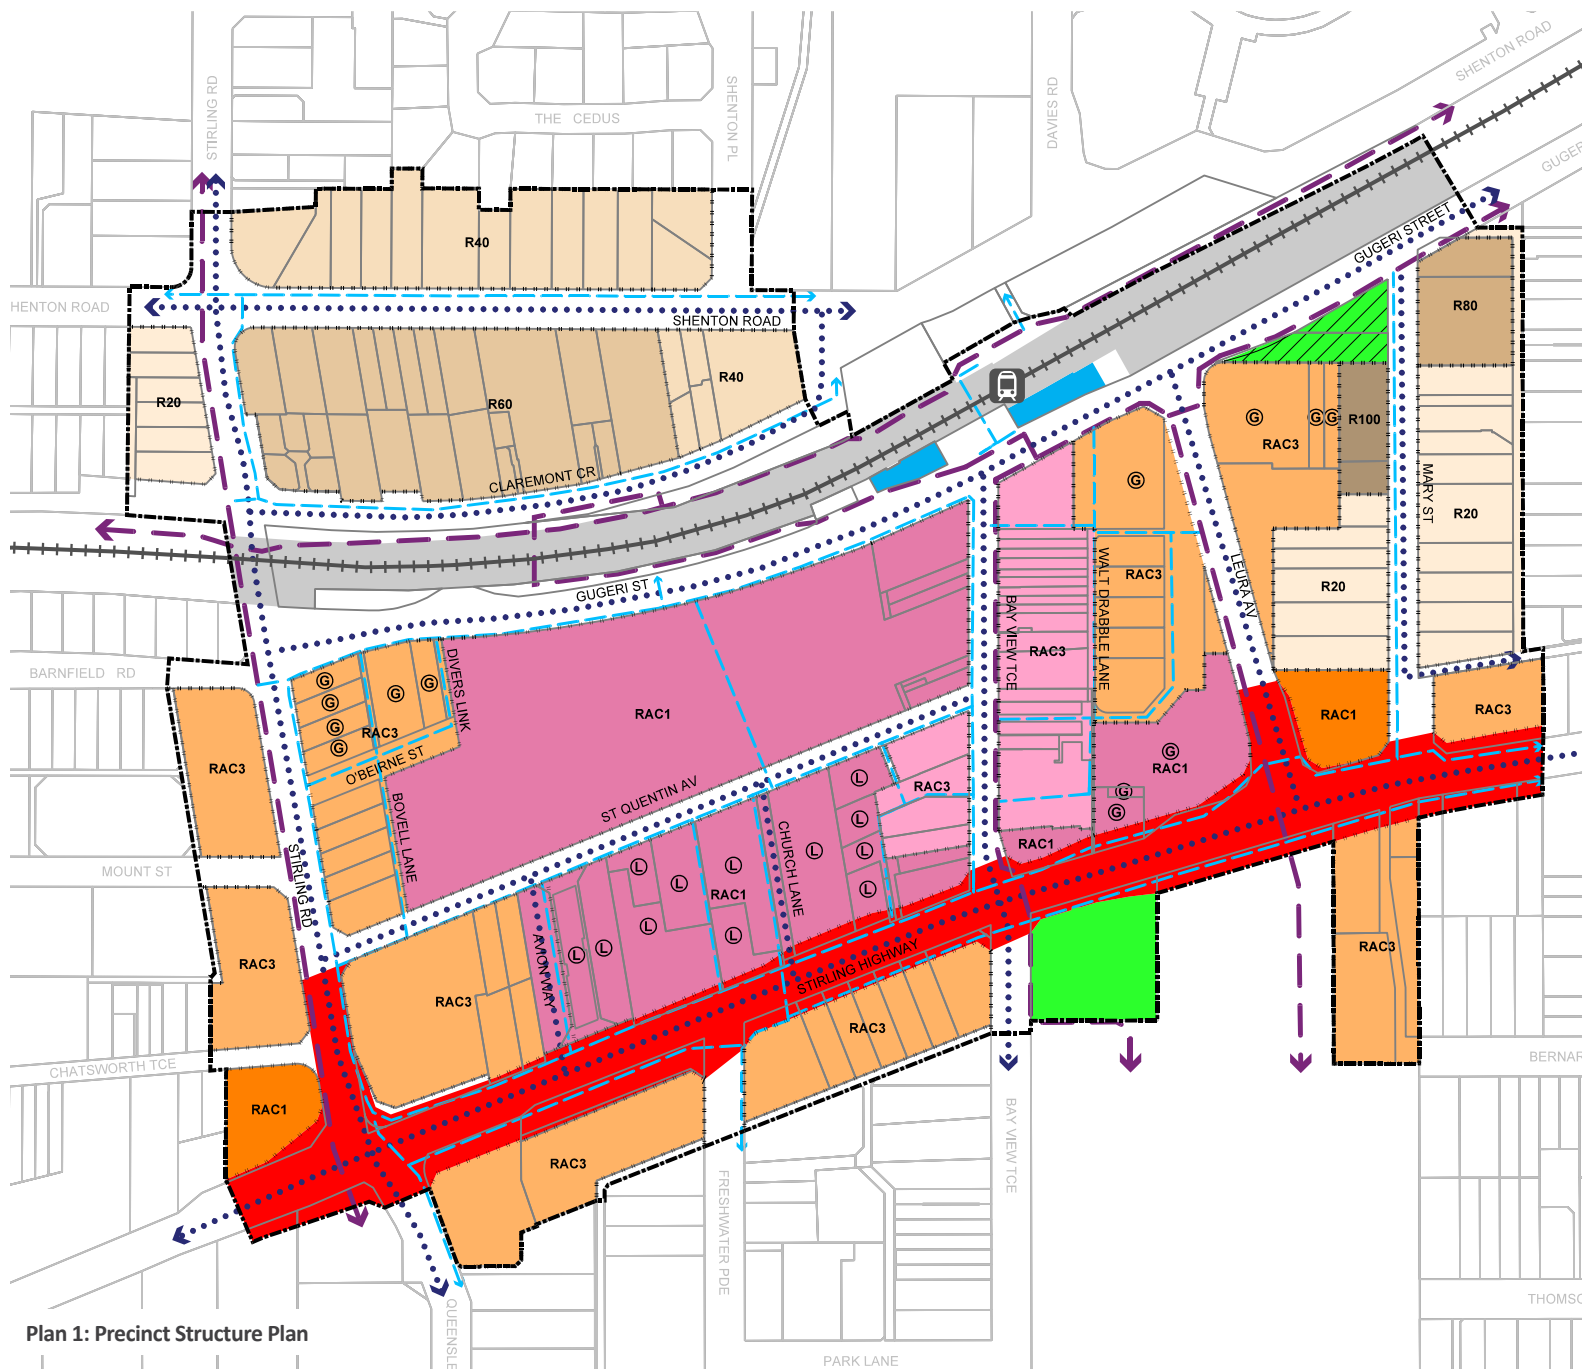 SHENTON ROAD
STIRLING RD
SHENTON PL
DAVIES RD
THE CEDUS
GUGERI STREET
R40
HENTON ROAD
SHENTON ROAD
R80
R20
R60
R40
G
G
G
R100
RAC3
CLAREMONT CR
G
MARY ST
R20
GUGERI ST
WALT DRABBLE LANE
RAC3
LEURA AV
R20
BAY VIEW TCE
RAC3
BARNFIELD RD
DIVERS LINK
G
G
G
G
G
G
RAC3
O'BEIRNE ST
RAC1
RAC1
RAC3
G
RAC1
G
G
RAC3
BOVELL LANE
ST QUENTIN AV
L
RAC3
L
CHURCH LANE
L
L
L
RAC1
MOUNT ST
STIRLING RD
L
L
L
RAC1
L
L
L
L
AVION WAY
RAC3
RAC3
RAC3
STIRLING HIGHWAY
RAC3
CHATSWORTH TCE
BERNAR
RAC1
RAC3
BAY VIEW TCE
FRESHWATER PDE
QUEENSLE
THOMSO
PARK LANE
Plan 1: Precinct Structure Plan